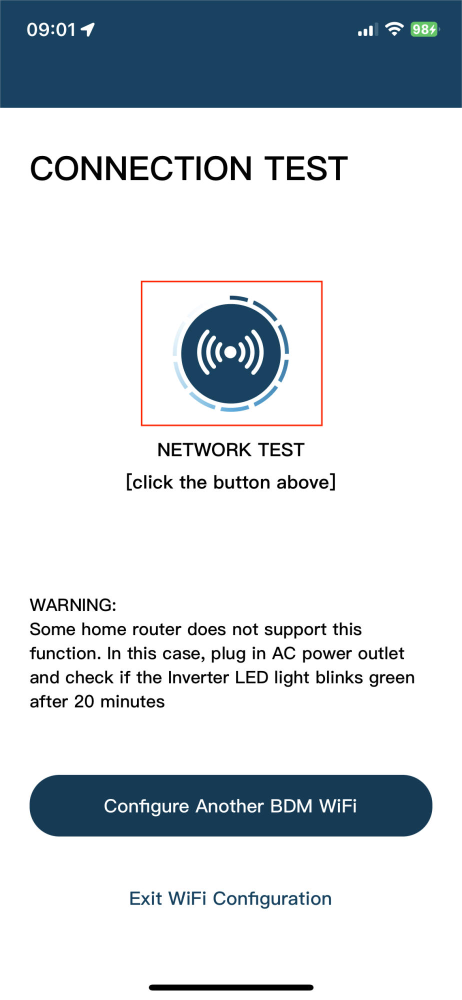 09:01
98
CONNECTION TEST
NETWORK TEST
[click the button above]
WARNING:
Some home router does not support this
function. In this case, plug in AC power outlet
and check if the Inverter LED light blinks green
after 20 minutes
Configure Another BDM WiFi
Exit WiFi Configuration